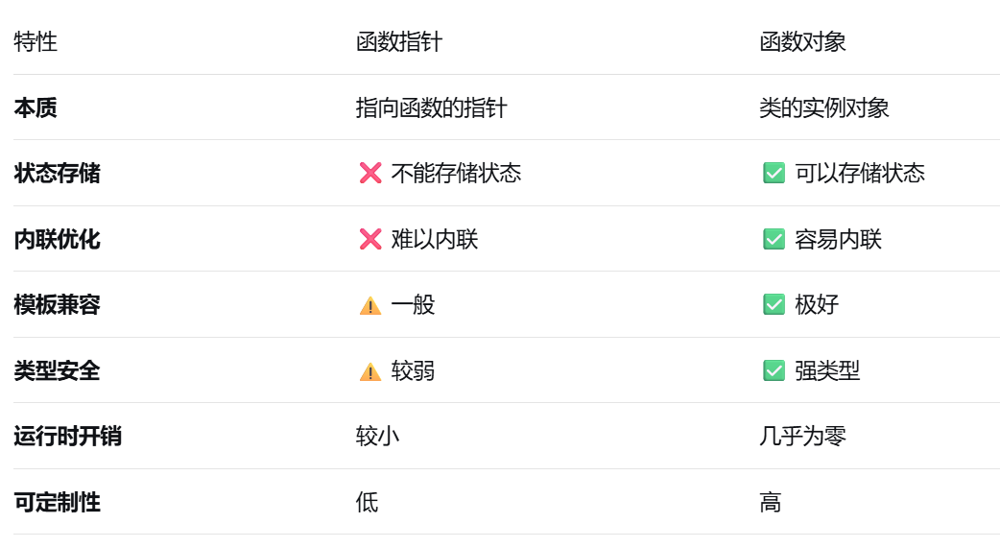 特性 函数指针 函数对象
本质 指向函数的指针 类的实例对象
状态存储 ❌ 不能存储状态 ✅ 可以存储状态
内联优化 ❌ 难以内联 ✅ 容易内联
模板兼容 ⚠️ 一般 ✅ 极好
类型安全 ⚠️ 较弱 ✅ 强类型
运行时开销 较小 几乎为零
可定制性 低 高